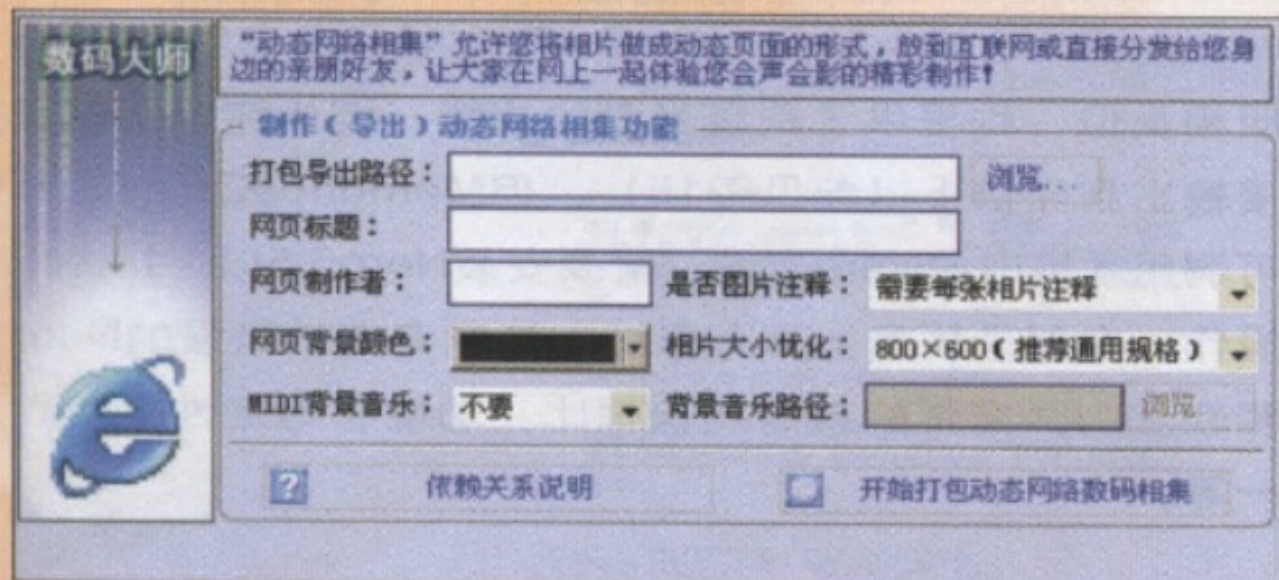 数码大师
“动态网络相集”允许您将相片做成动态页面的形式，放到互联网或直接分发给您身
边的亲朋好友，让大家在网上一起体验您会声会影的精彩制作！
制作（导出）动态网络相集功能
打包导出路径： 浏览...
网页标题：
网页制作者： 是否图片注释： 需要每张相片注释
网页背景颜色： 相片大小优化： 800×600（推荐通用规格）
MIDI背景音乐： 不要 背景音乐路径： 浏览...
? 依赖关系说明 开始打包动态网络数码相集